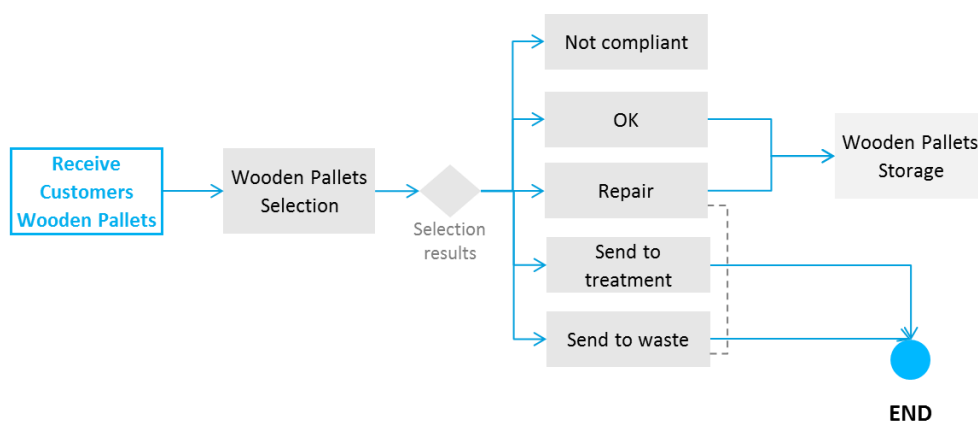 Receive
Customers
Wooden Pallets
Wooden Pallets
Selection
Selection
results
Not compliant
OK
Repair
Send to
treatment
Send to waste
Wooden Pallets
Storage
END